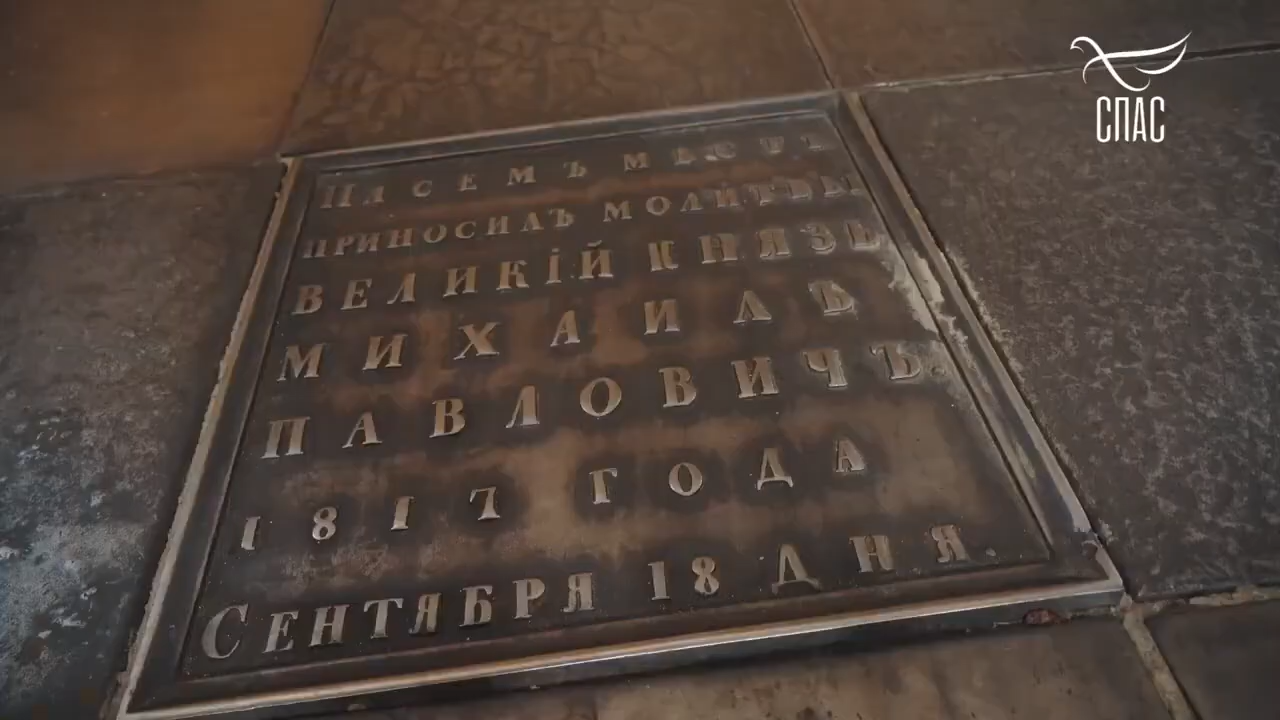 СПАС
На семъ мѣстѣ
приносилъ молитвы
великій князь
Михаилъ
Павловичъ.
1817 года
Сентября 18 дня.